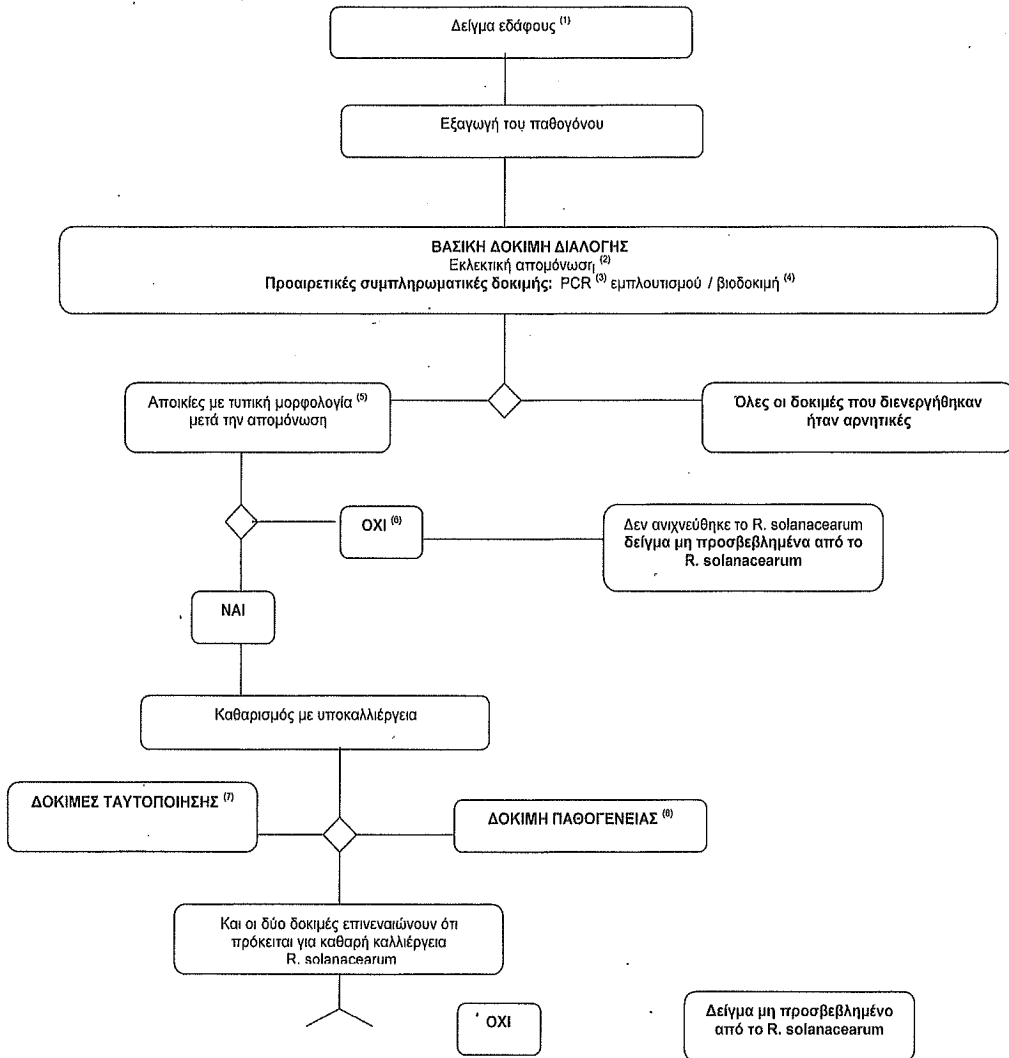 Δείγμα εδάφους (1)
Εξαγωγή του παθογόνου
ΒΑΣΙΚΗ ΔΟΚΙΜΗ ΔΙΑΛΟΓΗΣ
Εκλεκτική απομόνωση (2)
Προαιρετικές συμπληρωματικές δοκιμής: PCR (3) εμπλουτισμού / βιοδοκιμή (4)
Αποικίες με τυπική μορφολογία (5)
μετά την απομόνωση
Όλες οι δοκιμές που διενεργήθηκαν
ήταν αρνητικές
ΟΧΙ (6)
Δεν ανιχνεύθηκε το R. solanacearum
δείγμα μη προσβεβλημένα από το
R. solanacearum
ΝΑΙ
Καθαρισμός με υποκαλλιέργεια
ΔΟΚΙΜΕΣ ΤΑΥΤΟΠΟΙΗΣΗΣ (7)
ΔΟΚΙΜΗ ΠΑΘΟΓΕΝΕΙΑΣ (8)
Και οι δύο δοκιμές επινεναιώνουν ότι
πρόκειται για καθαρή καλλιέργεια
R. solanacearum
ΟΧΙ
Δείγμα μη προσβεβλημένο
από το R. solanacearum